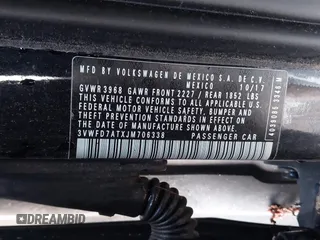 MFD BY VOLKSWAGEN DE MEXICO S.A. DE C.V.
MEXICO 10/17
GVWR 3968 GAWR FRONT 2227 / REAR 1852 LBS
THIS VEHICLE CONFORMS TO ALL APPLICABLE U.S.
FEDERAL MOTOR VEHICLE SAFETY, BUMPER AND
THEFT PREVENTION STANDARDS IN EFFECT ON THE
DATE OF MANUFACTURE SHOWN ABOVE.
3VWFD7ATXJM706338 PASSENGER CAR
DREAMBID